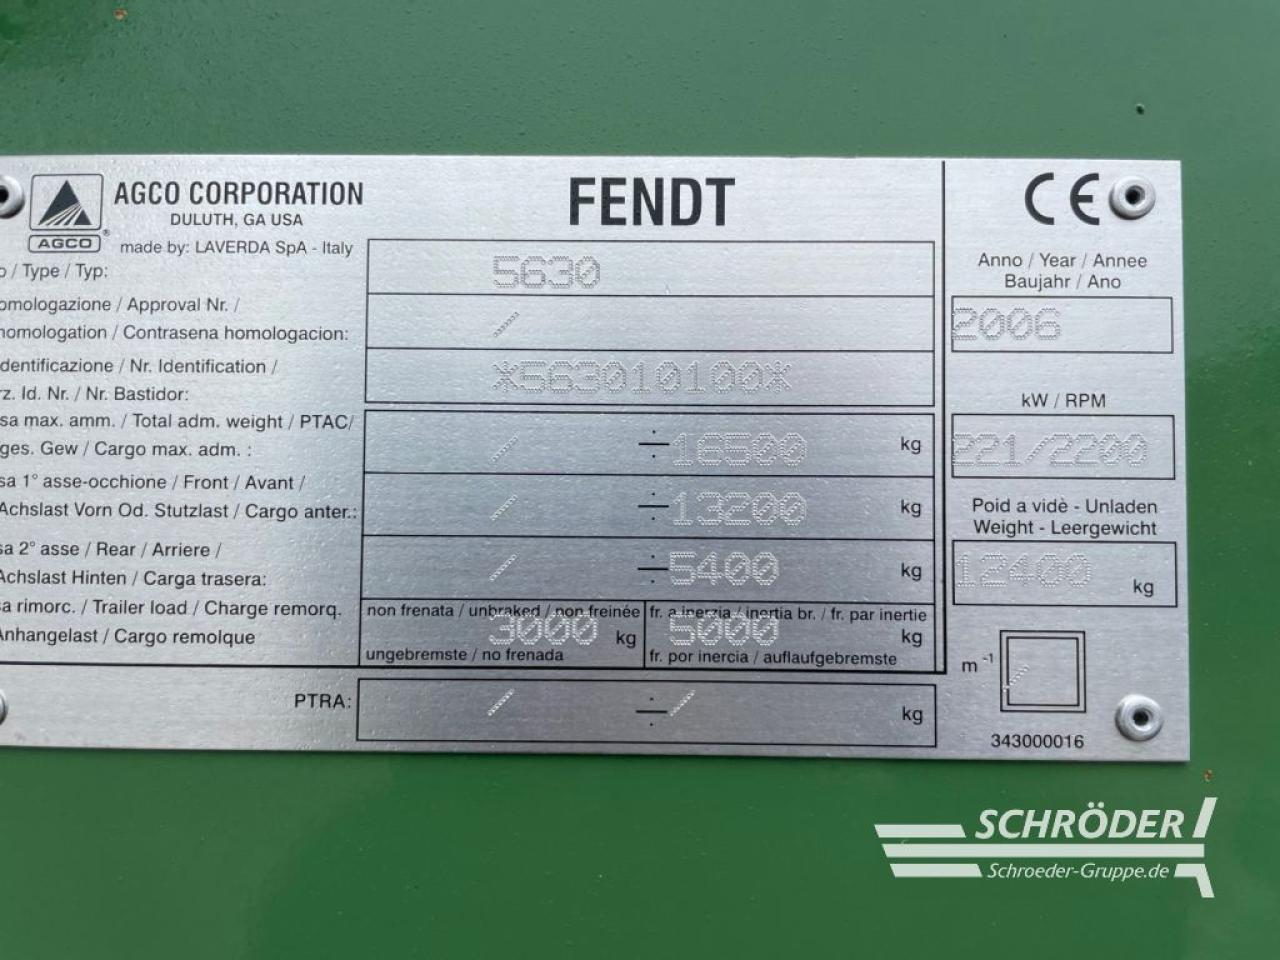 AGCO CORPORATION
DULUTH, GA USA
AGCO ®
made by: LAVERDA SpA - Italy
FENDT
CE
o / Type / Typ: 5630
omologazione / Approval Nr. /
homologation / Contrasena homologacion: /
dentificazione / Nr. Identification /
rz. Id. Nr. / Nr. Bastidor: *563010100*
sa max. amm. / Total adm. weight / PTAC/
ges. Gew / Cargo max. adm. : / ÷ 16500 kg
sa 1° asse-occhione / Front / Avant /
Achslast Vorn Od. Stutzlast / Cargo anter.: / ÷ 13200 kg
sa 2° asse / Rear / Arriere /
Achslast Hinten / Carga trasera: / ÷ 5400 kg
sa rimorc. / Trailer load / Charge remorq.
Anhangelast / Cargo remolque
non frenata / unbraked / non freinée
3000 kg
ungebremste / no frenada
fr. a inerzia / inertia br. / fr. par inertie
5000 kg
fr. por inercia / auflaufgebremste
PTRA: / ÷ / kg
Anno / Year / Annee
Baujahr / Ano
2006
kW / RPM
221/2200
Poid a vidè - Unladen
Weight - Leergewicht
12400 kg
m -1 /
343000016
SCHRÖDER
Schroeder-Gruppe.de